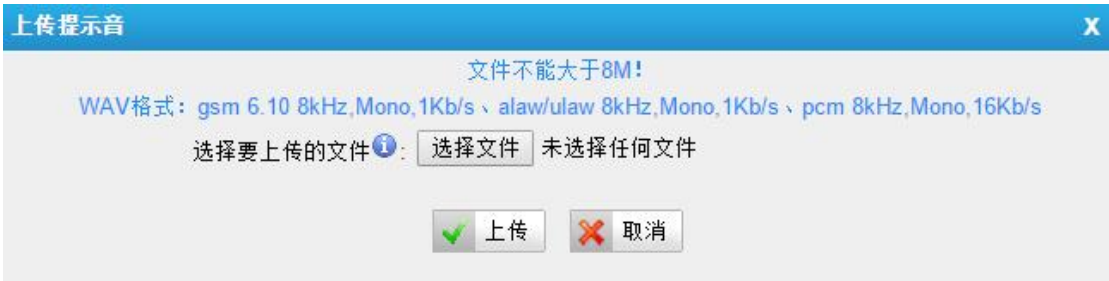 上传提示音 X
文件不能大于8M!
WAV格式：gsm 6.10 8kHz,Mono,1Kb/s、alaw/ulaw 8kHz,Mono,1Kb/s、pcm 8kHz,Mono,16Kb/s
选择要上传的文件i: 选择文件 未选择任何文件
上传 取消